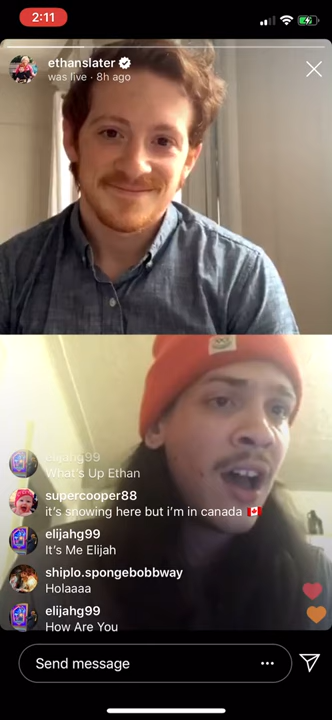 2:11
ethanslater
was live · 8h ago
elijahg99
What's Up Ethan
supercooper88
it's snowing here but i'm in canada 🇨🇦
elijahg99
It's Me Elijah
shiplo.spongebobbway
Holaaaa
elijahg99
How Are You
Send message